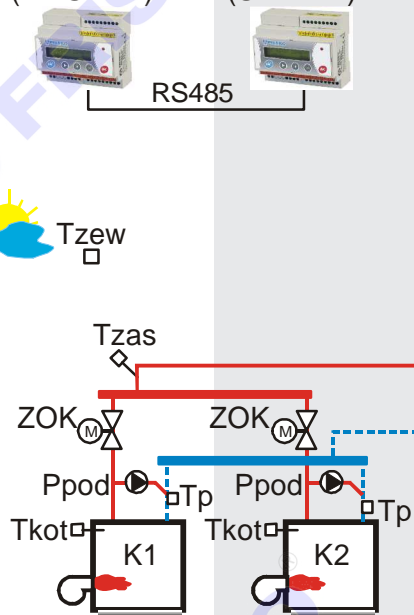 RS485
Tzew
Tzas
ZOK
M
ZOK
M
Ppod
Tp
Ppod
Tp
Tkot
K1
Tkot
K2